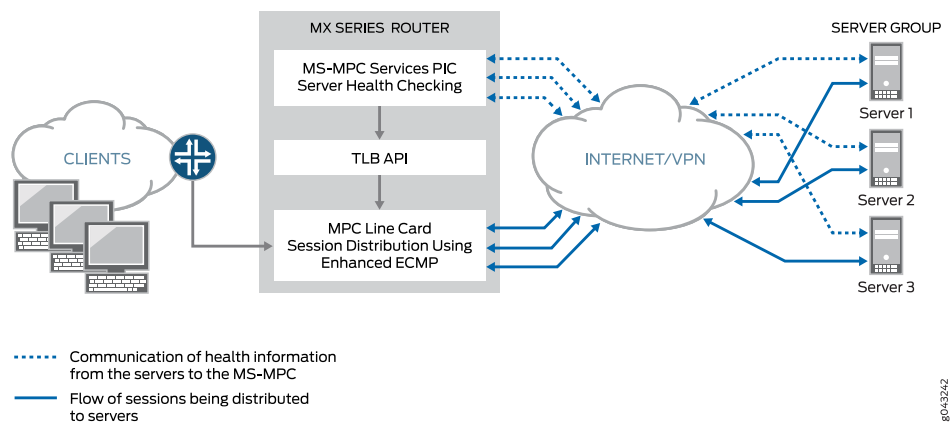 MX SERIES ROUTER
SERVER GROUP
MS-MPC Services PIC
Server Health Checking
Server 1
CLIENTS
TLB API
INTERNET/VPN
Server 2
MPC Line Card
Session Distribution Using
Enhanced ECMP
Server 3
Communication of health information
from the servers to the MS-MPC
Flow of sessions being distributed
to servers
g043242